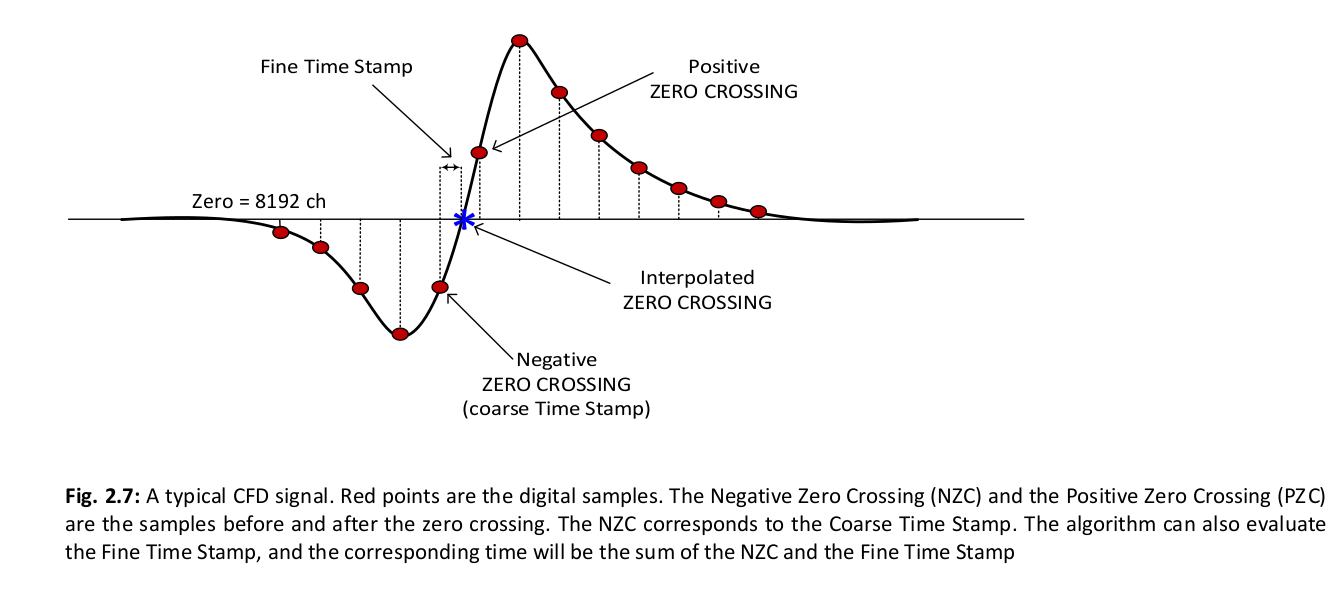 Fine Time Stamp
Positive
ZERO CROSSING
Zero = 8192 ch
Interpolated
ZERO CROSSING
Negative
ZERO CROSSING
(coarse Time Stamp)
Fig. 2.7: A typical CFD signal. Red points are the digital samples. The Negative Zero Crossing (NZC) and the Positive Zero Crossing (PZC)
are the samples before and after the zero crossing. The NZC corresponds to the Coarse Time Stamp. The algorithm can also evaluate
the Fine Time Stamp, and the corresponding time will be the sum of the NZC and the Fine Time Stamp